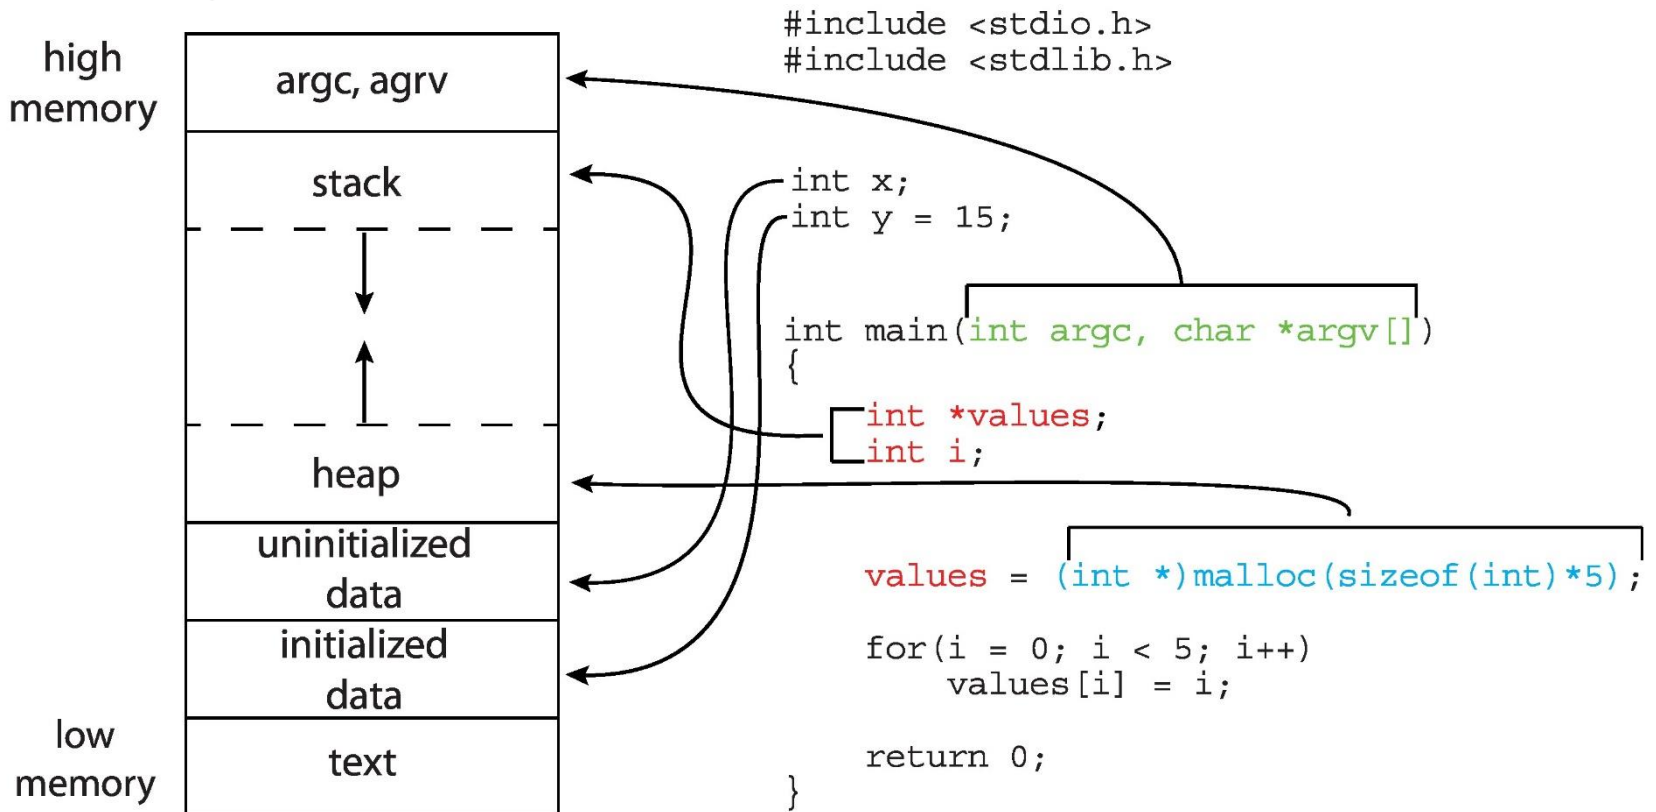 high
memory
argc, agrv
stack
heap
uninitialized
data
initialized
data
low
memory
text
#include <stdio.h>
#include <stdlib.h>
int x;
int y = 15;
int main(int argc, char *argv[])
{
int *values;
int i;
values = (int *)malloc(sizeof(int)*5);
for(i = 0; i < 5; i++)
values[i] = i;
return 0;
}